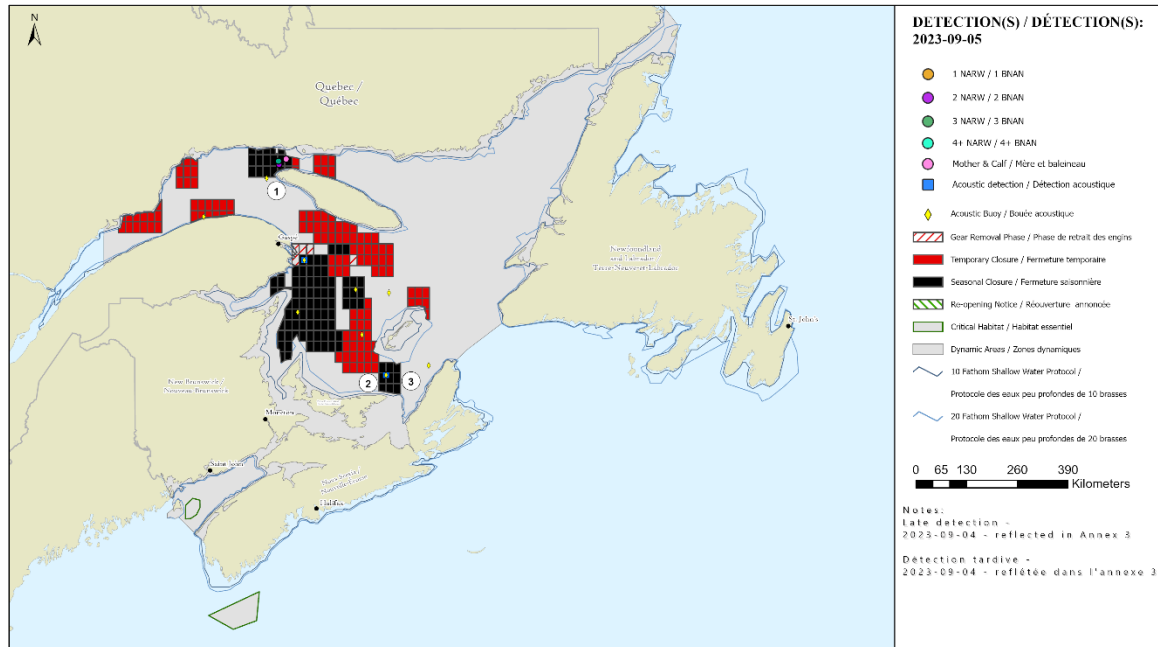 N
Quebec /
Québec
1
Gaspé
Newfoundland
and Labrador /
Terre-Neuve-et-Labrador
St. John's
2
3
New Brunswick /
Nouveau-Brunswick
Moncton
Saint John
Nova Scotia /
Nouvelle-Écosse
Halifax
DETECTION(S) / DÉTECTION(S):
2023-09-05
1 NARW / 1 BNAN
2 NARW / 2 BNAN
3 NARW / 3 BNAN
4+ NARW / 4+ BNAN
Mother & Calf / Mère et baleineau
Acoustic detection / Détection acoustique
Acoustic Buoy / Bouée acoustique
Gear Removal Phase / Phase de retrait des engins
Temporary Closure / Fermeture temporaire
Seasonal Closure / Fermeture saisonnière
Re-opening Notice / Réouverture annoncée
Critical Habitat / Habitat essentiel
Dynamic Areas / Zones dynamiques
10 Fathom Shallow Water Protocol /
Protocole des eaux peu profondes de 10 brasses
20 Fathom Shallow Water Protocol /
Protocole des eaux peu profondes de 20 brasses
0 65 130 260 390
Kilometers
Notes:
Late detection -
2023-09-04 - reflected in Annex 3
Détection tardive -
2023-09-04 - reflétée dans l'annexe 3